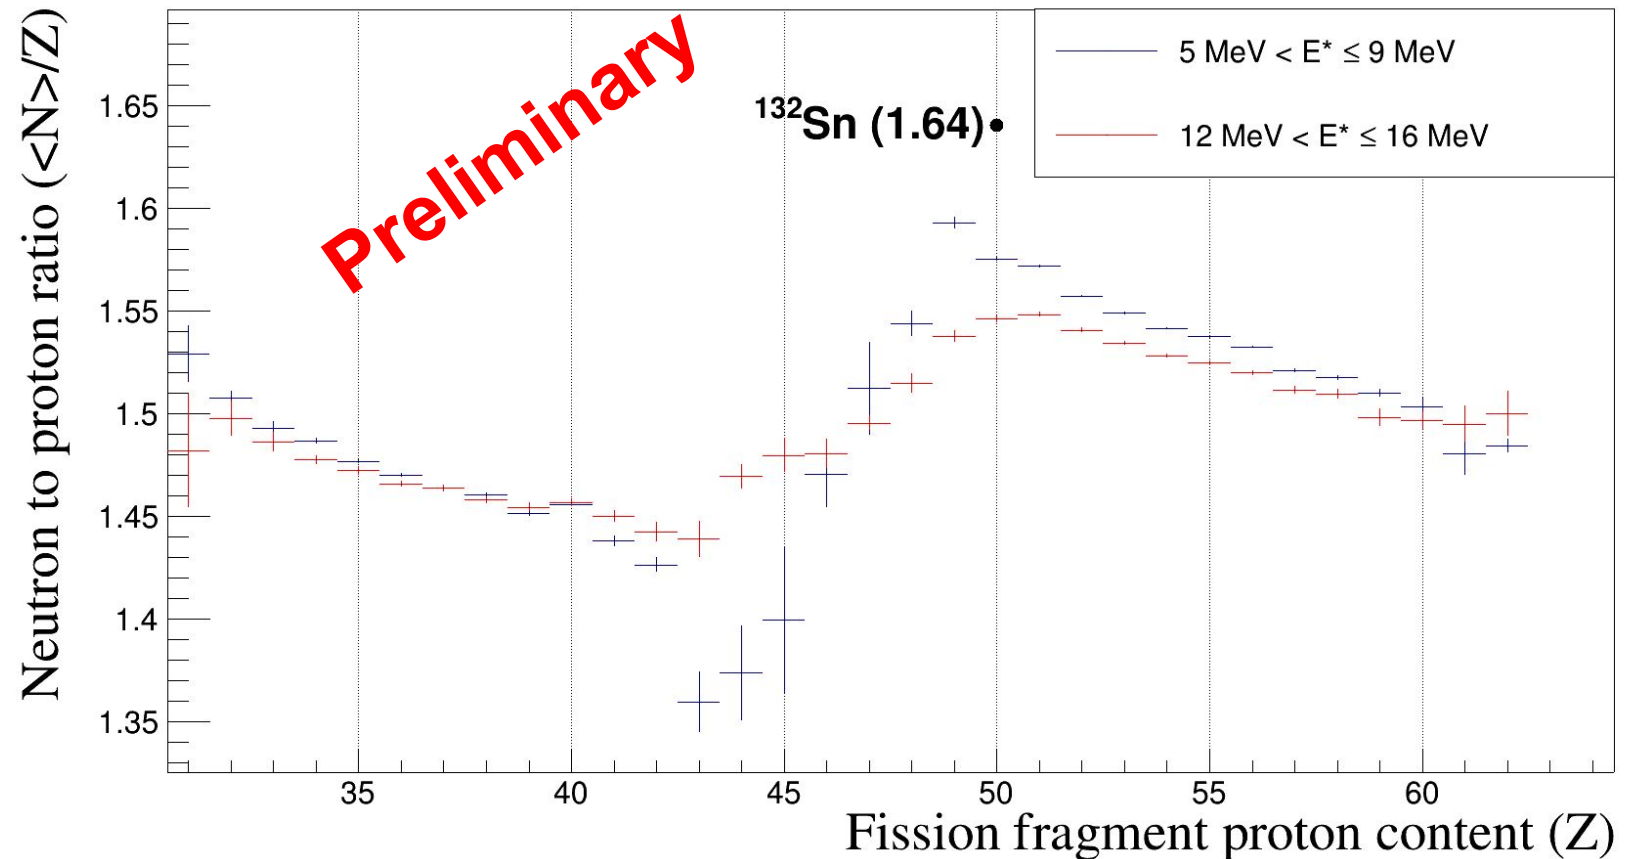 Neutron to proton ratio (<N>/Z)
Preliminary
¹³²Sn (1.64)
5 MeV < E* ≤ 9 MeV
12 MeV < E* ≤ 16 MeV
1.65
1.6
1.55
1.5
1.45
1.4
1.35
35 40 45 50 55 60
Fission fragment proton content (Z)